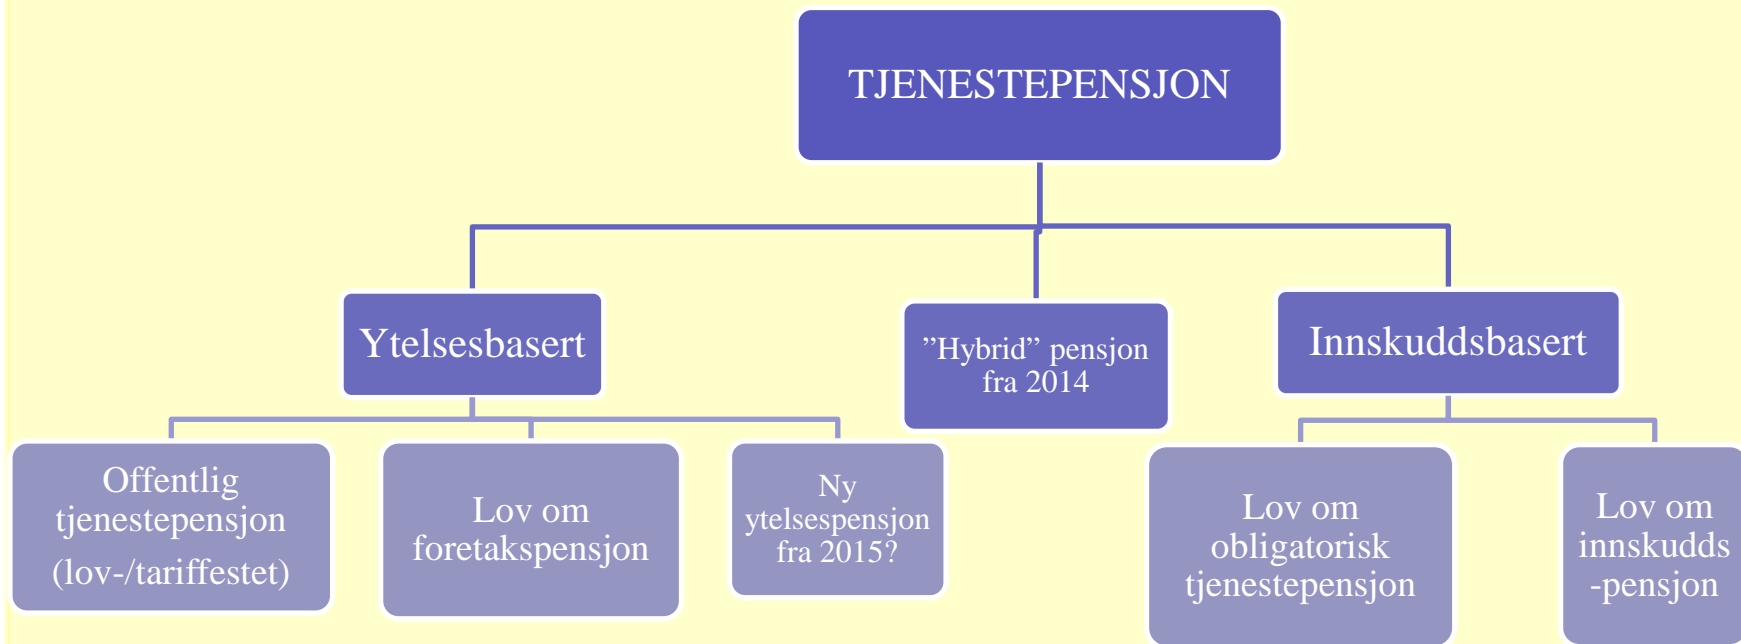 TJENESTEPENSJON
Ytelsesbasert
”Hybrid” pensjon
fra 2014
Innskuddsbasert
Offentlig
tjenestepensjon
(lov-/tariffestet)
Lov om
foretakspensjon
Ny
ytelsespensjon
fra 2015?
Lov om
obligatorisk
tjenestepensjon
Lov om
innskudds
-pensjon